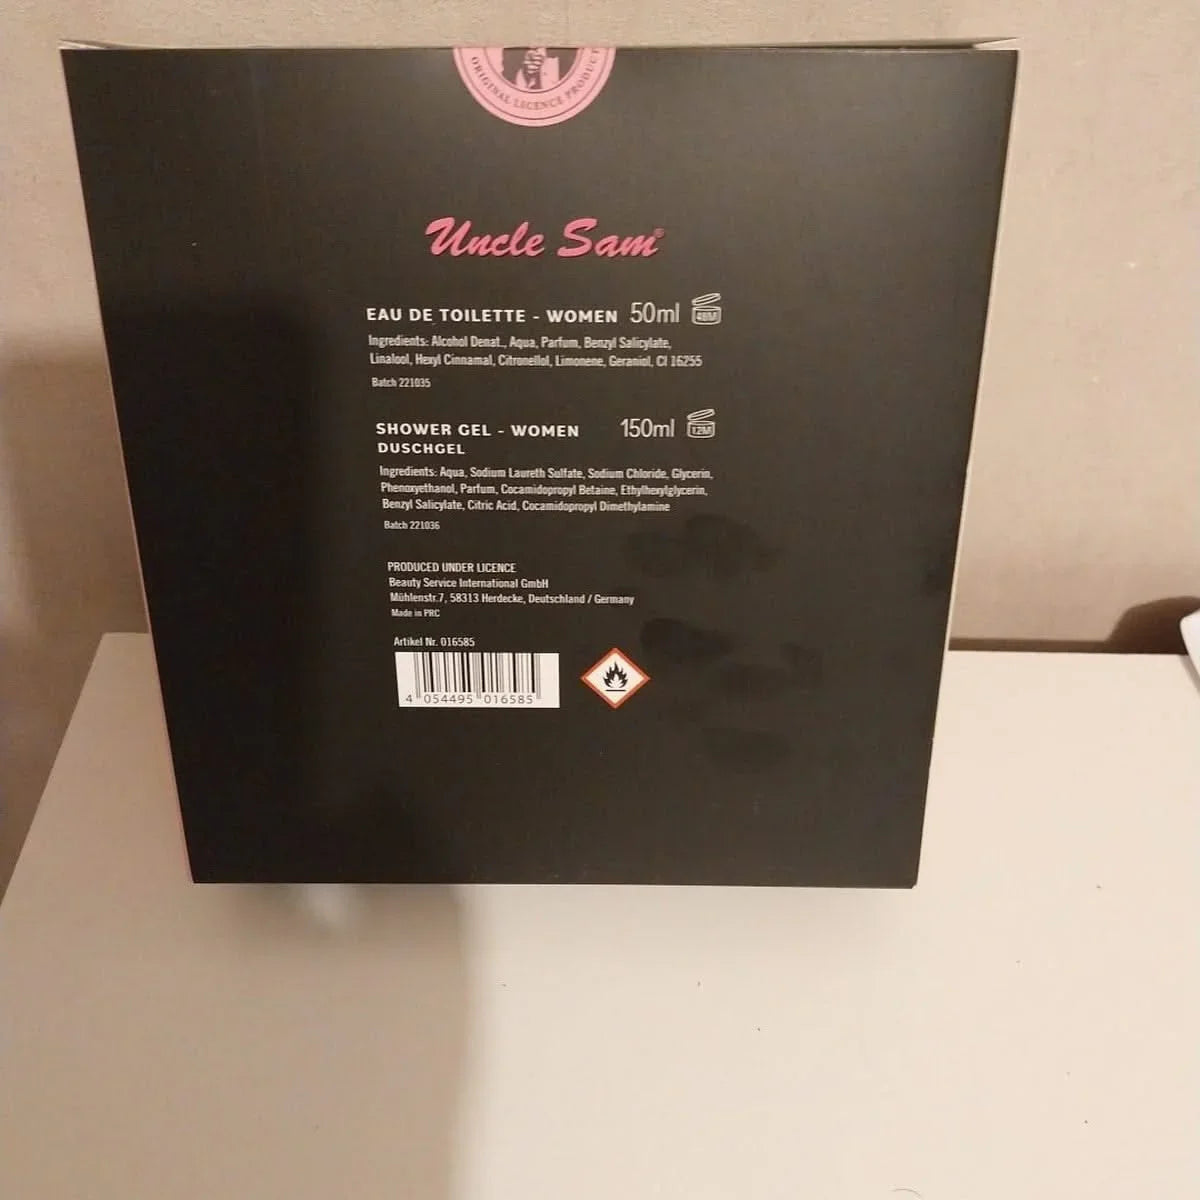 ORIGINAL LICENCE PRODUCT
Uncle Sam®
EAU DE TOILETTE - WOMEN 50ml 48M
Ingredients: Alcohol Denat., Aqua, Parfum, Benzyl Salicylate,
Linalool, Hexyl Cinnamal, Citronellol, Limonene, Geraniol, CI 16255
Batch 221035
SHOWER GEL - WOMEN 150ml 12M
DUSCHGEL
Ingredients: Aqua, Sodium Laureth Sulfate, Sodium Chloride, Glycerin,
Phenoxyethanol, Parfum, Cocamidopropyl Betaine, Ethylhexylglycerin,
Benzyl Salicylate, Citric Acid, Cocamidopropyl Dimethylamine
Batch 221036
PRODUCED UNDER LICENCE
Beauty Service International GmbH
Mühlenstr.7, 58313 Herdecke, Deutschland / Germany
Made in PRC
Artikel Nr. 016585
4 054495 016585